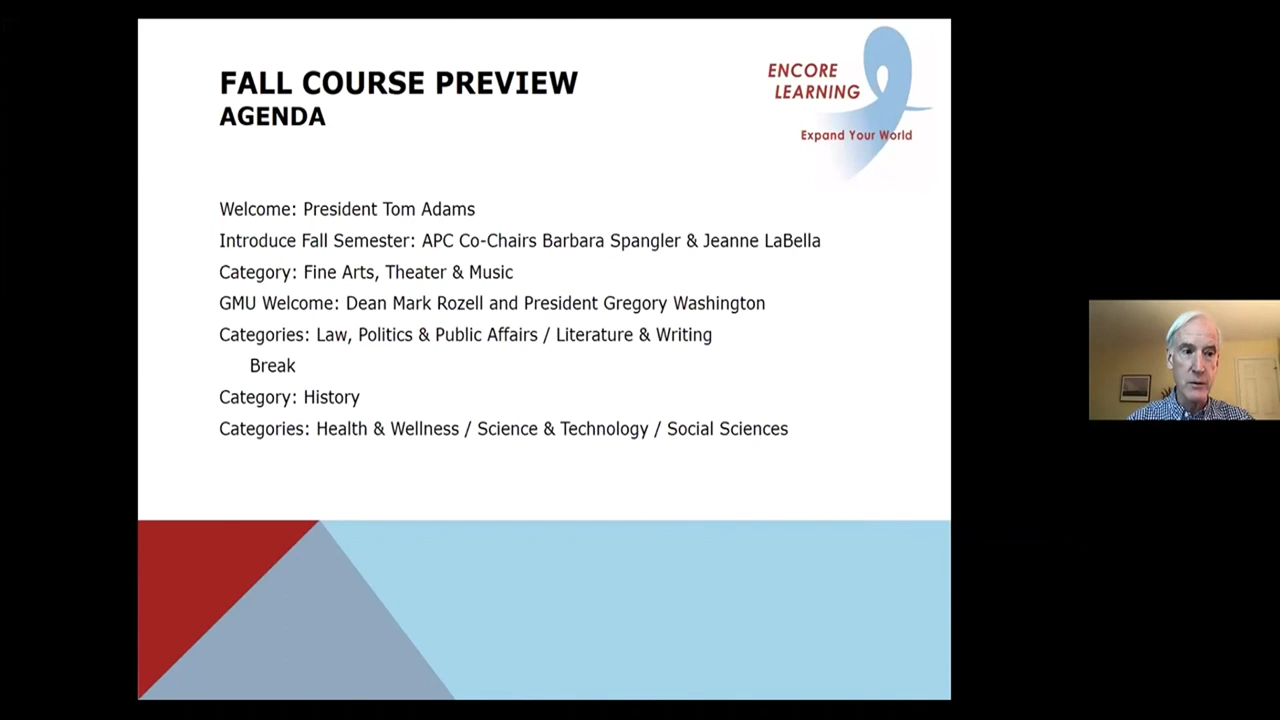 FALL COURSE PREVIEW
AGENDA
ENCORE
LEARNING
Expand Your World
Welcome: President Tom Adams
Introduce Fall Semester: APC Co-Chairs Barbara Spangler & Jeanne LaBella
Category: Fine Arts, Theater & Music
GMU Welcome: Dean Mark Rozell and President Gregory Washington
Categories: Law, Politics & Public Affairs / Literature & Writing
Break
Category: History
Categories: Health & Wellness / Science & Technology / Social Sciences